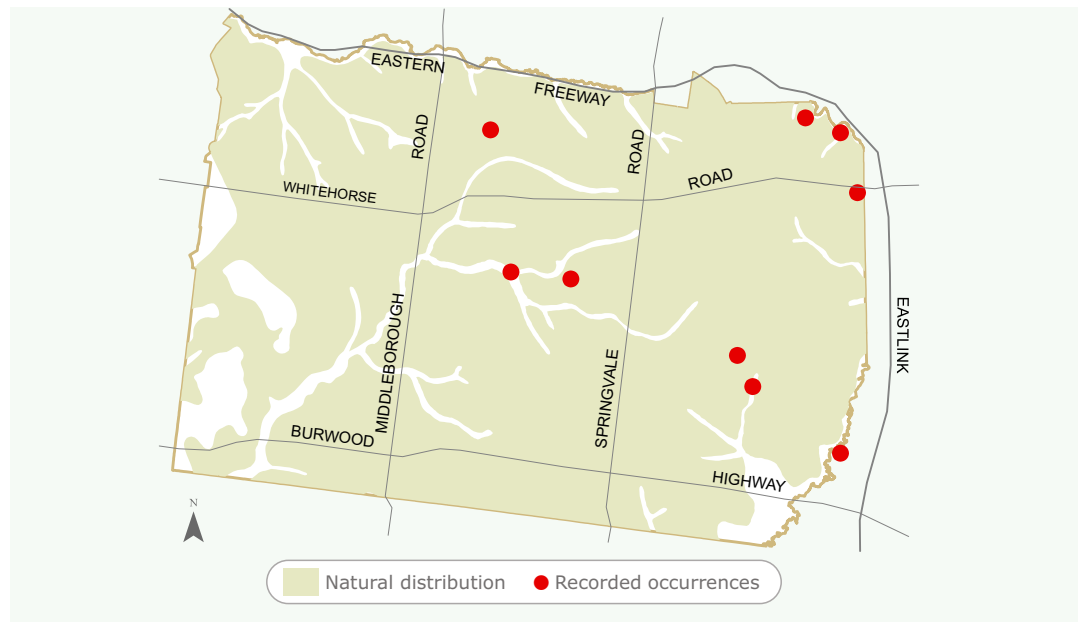 EASTERN
FREEWAY
ROAD
ROAD
WHITEHORSE
ROAD
MIDDLEBOROUGH
SPRINGVALE
EASTLINK
BURWOOD
HIGHWAY
N
Natural distribution
Recorded occurrences